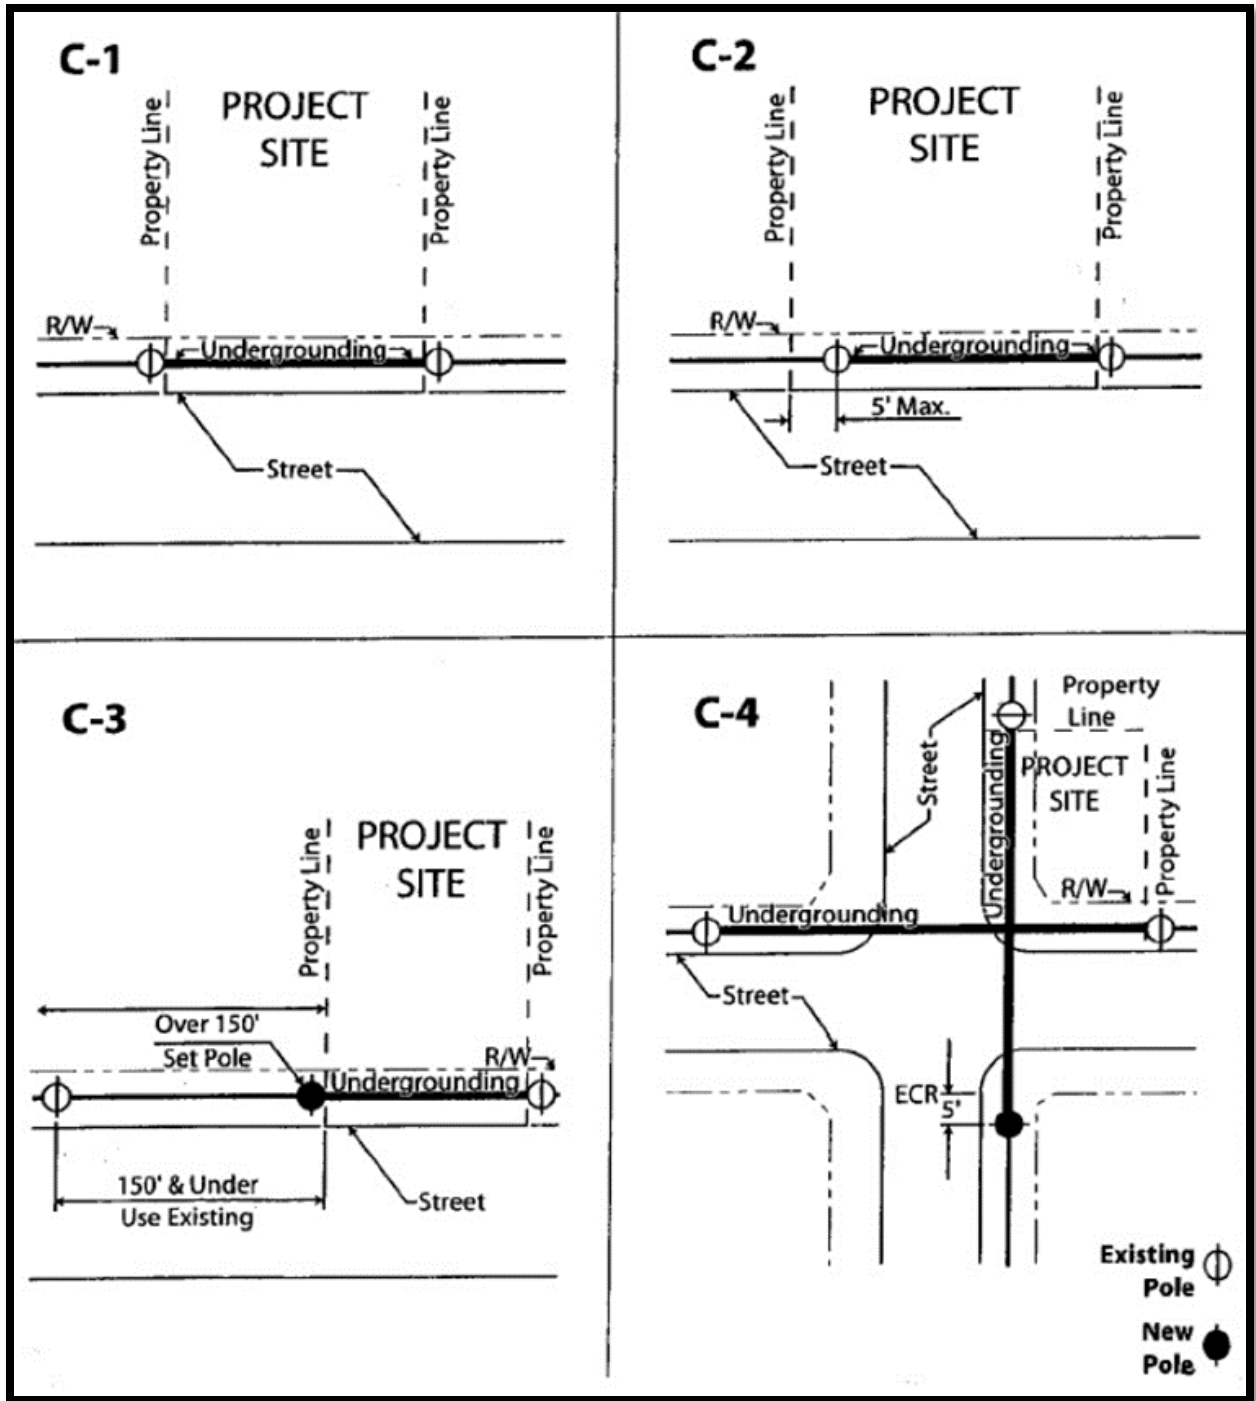 C-1
Property Line
PROJECT
SITE
Property Line
R/W
Undergrounding
Street
C-2
Property Line
PROJECT
SITE
Property Line
R/W
Undergrounding
5' Max.
Street
C-3
Property Line
PROJECT
SITE
Property Line
Over 150'
Set Pole
R/W
Undergrounding
150' & Under
Use Existing
Street
C-4
Property
Line
Street
Undergrounding
PROJECT
SITE
Property Line
R/W
Undergrounding
Street
ECR
5'
Existing
Pole
New
Pole